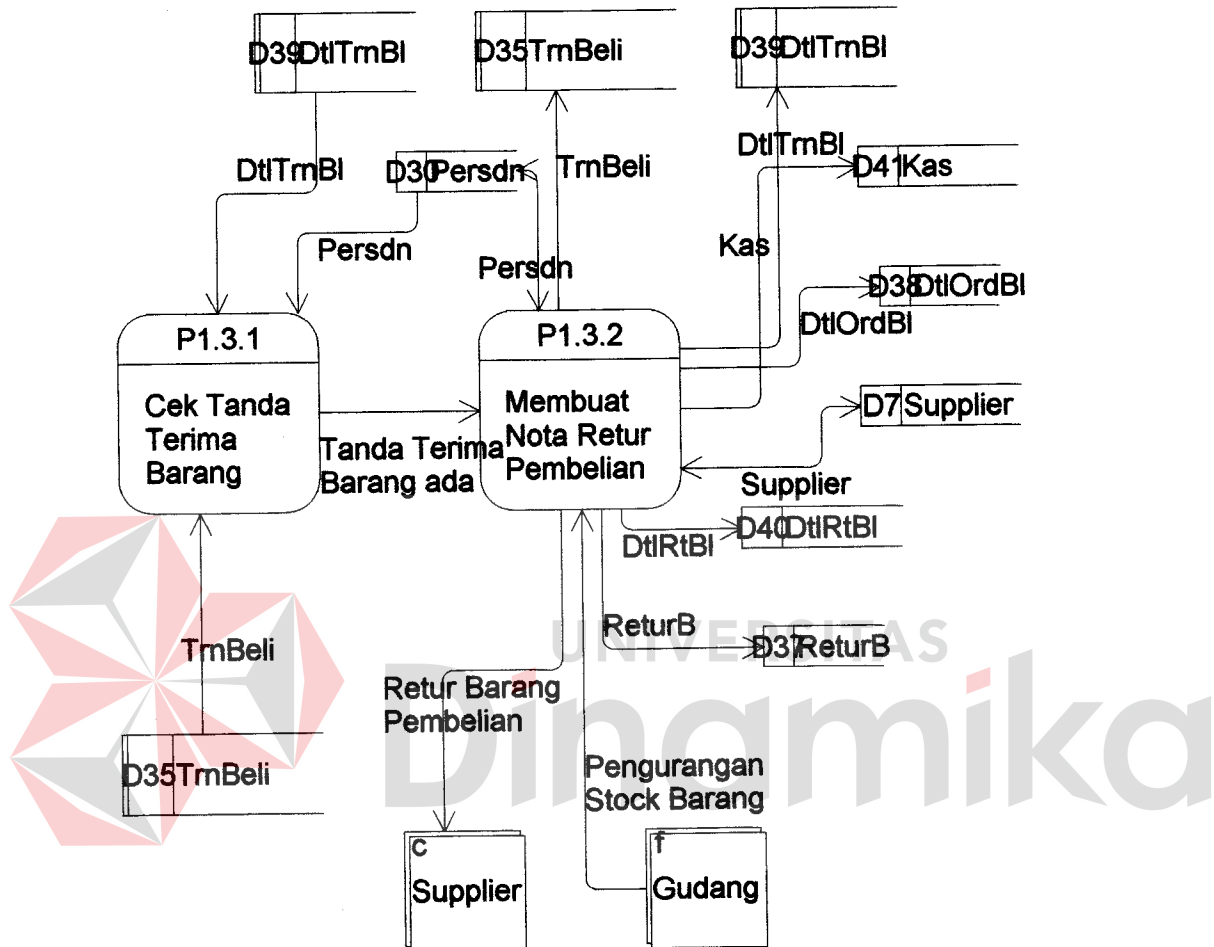 D39 DtlTrnBl
D35 TrnBeli
D39 DtlTrnBl
DtlTrnBl
D30 Persdn
TrnBeli
DtlTrnBl
D41 Kas
Persdn
Persdn
Kas
D38 DtlOrdBl
DtlOrdBl
P1.3.1
Cek Tanda
Terima
Barang
P1.3.2
Membuat
Nota Retur
Pembelian
Tanda Terima
Barang ada
D7 Supplier
Supplier
D40 DtlRtBl
DtlRtBl
ReturB
D37 ReturB
UNIVERSITAS
Dinamika
TrnBeli
D35 TrnBeli
Retur Barang
Pembelian
Pengurangan
Stock Barang
c
Supplier
f
Gudang